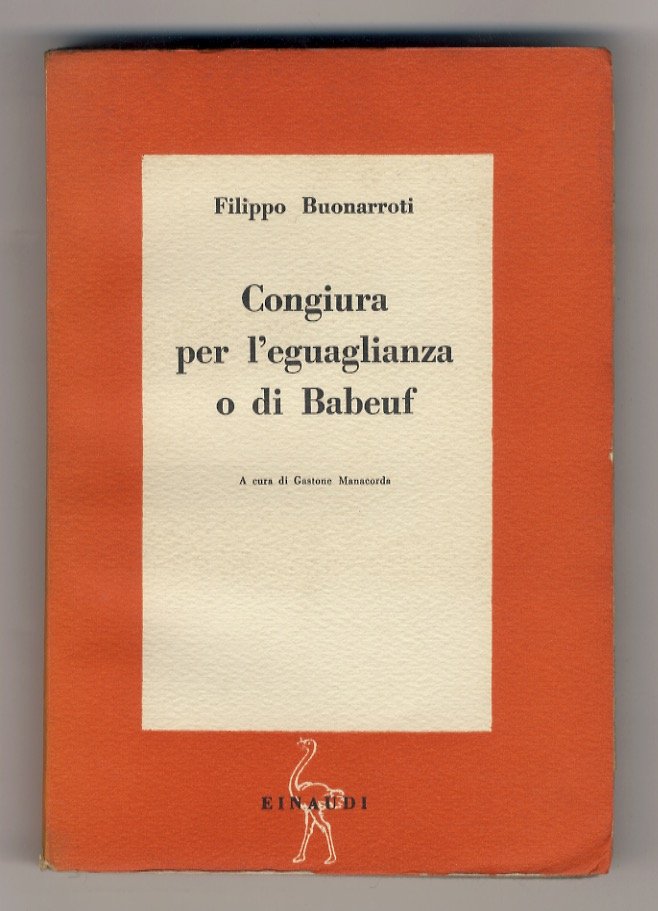 Filippo Buonarroti
Congiura
per l'eguaglianza
o di Babeuf
A cura di Gastone Manacorda
EINAUDI